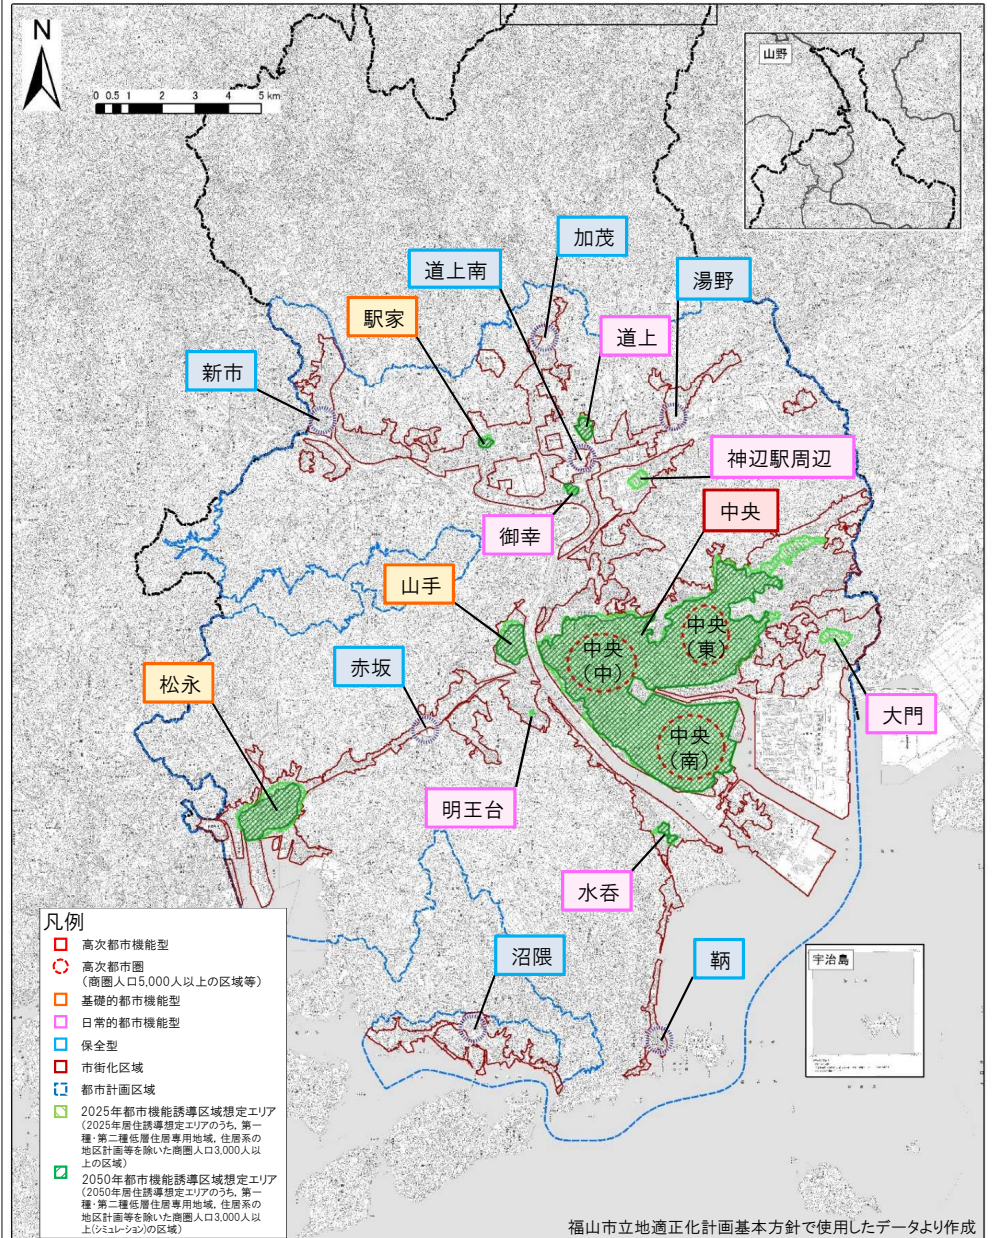 N
0 0.5 1 2 3 4 5 km
山野
加茂
道上南
湯野
駅家
道上
新市
神辺駅周辺
中央
御幸
山手
中央
(東)
中央
(中)
赤坂
松永
大門
中央
(南)
明王台
水呑
沼隈
鞆
宇治島
凡例
高次都市機能型
高次都市圏
(商圏人口5,000人以上の区域等)
基礎的都市機能型
日常的都市機能型
保全型
市街化区域
都市計画区域
2025年都市機能誘導区域想定エリア
(2025年居住誘導想定エリアのうち、第一
種・第二種低層住居専用地域、住居系の
地区計画等を除いた商圏人口3,000人以
上の区域)
2050年都市機能誘導区域想定エリア
(2050年居住誘導想定エリアのうち、第一
種・第二種低層住居専用地域、住居系の
地区計画等を除いた商圏人口3,000人以
上(シミュレーション)の区域)
福山市立地適正化計画基本方針で使用したデータより作成